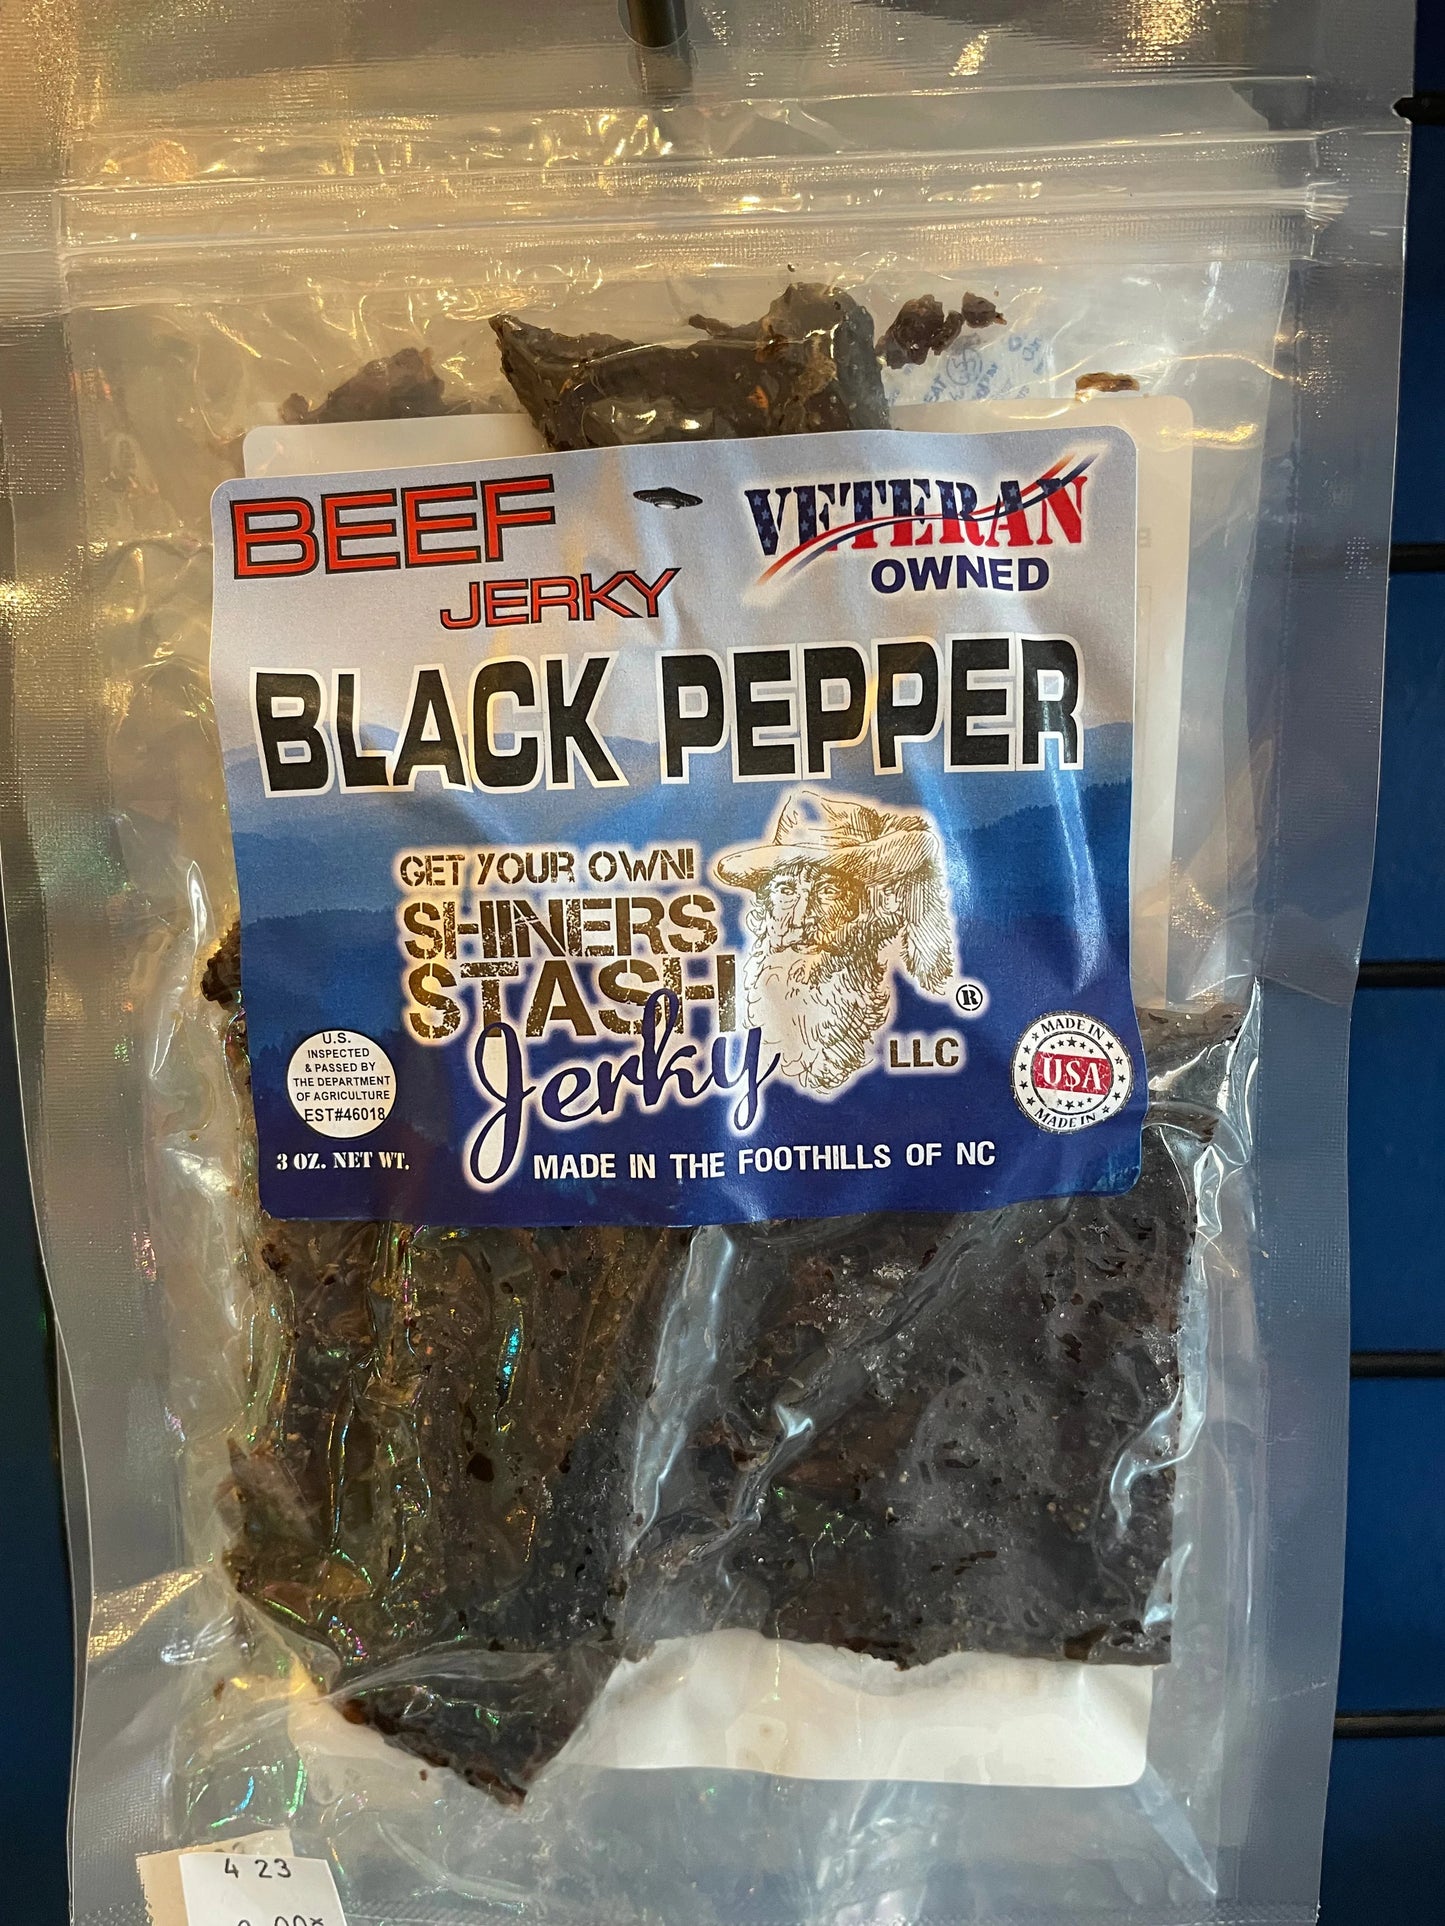 BEEF
JERKY
VETERAN
OWNED
BLACK PEPPER
GET YOUR OWN!
SHINERS
STASH
Jerky
LLC
®
U.S.
INSPECTED
& PASSED BY
THE DEPARTMENT
OF AGRICULTURE
EST#46018
3 OZ. NET WT.
MADE IN THE FOOTHILLS OF NC
MADE IN
USA
MADE IN
4 23